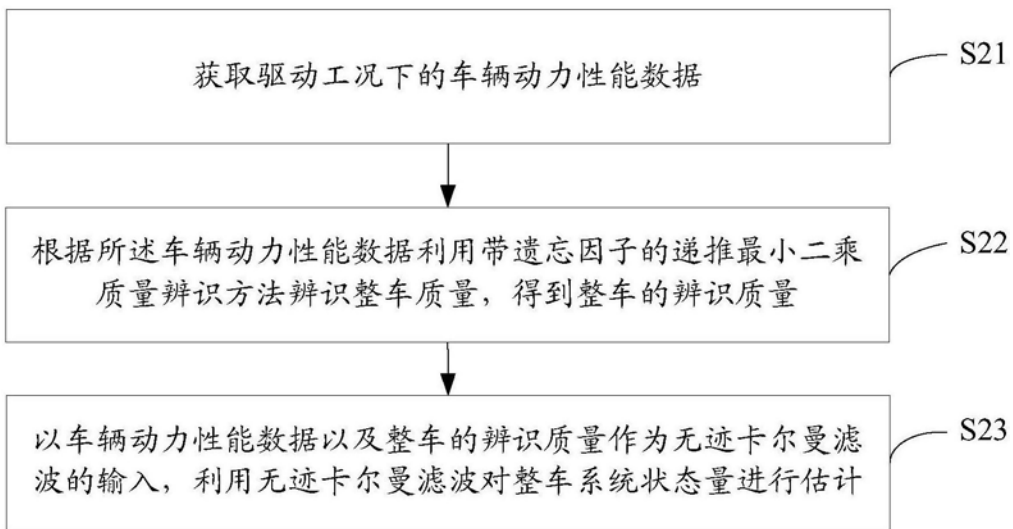 获取驱动工况下的车辆动力性能数据
S21
根据所述车辆动力性能数据利用带遗忘因子的递推最小二乘
质量辨识方法辨识整车质量，得到整车的辨识质量
S22
以车辆动力性能数据以及整车的辨识质量作为无迹卡尔曼滤
波的输入，利用无迹卡尔曼滤波对整车系统状态量进行估计
S23